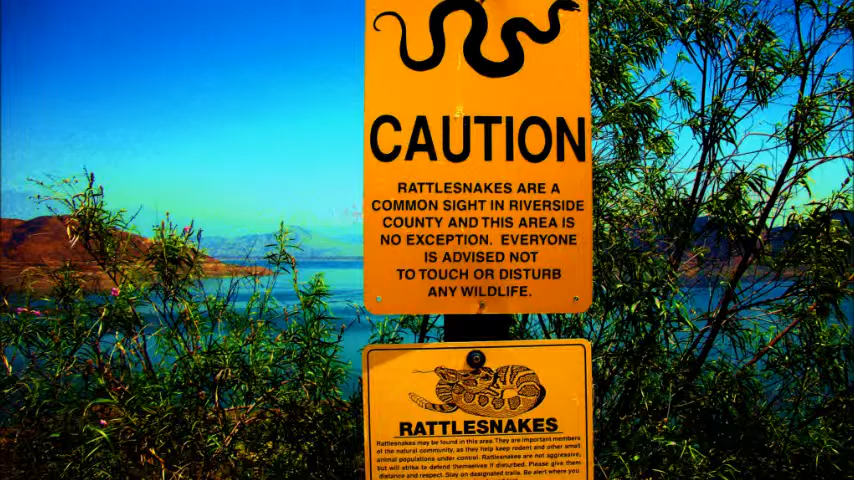 CAUTION
RATTLESNAKES ARE A
COMMON SIGHT IN RIVERSIDE
COUNTY AND THIS AREA IS
NO EXCEPTION. EVERYONE
IS ADVISED NOT
TO TOUCH OR DISTURB
ANY WILDLIFE.
RATTLESNAKES
Rattlesnakes may be found in this area. They are important members
of the natural community, as they help keep rodent and other small
animal populations under control. Rattlesnakes are not aggressive,
but will strike to defend themselves if disturbed. Please give them
distance and respect. Stay on designated trails. Be alert where you